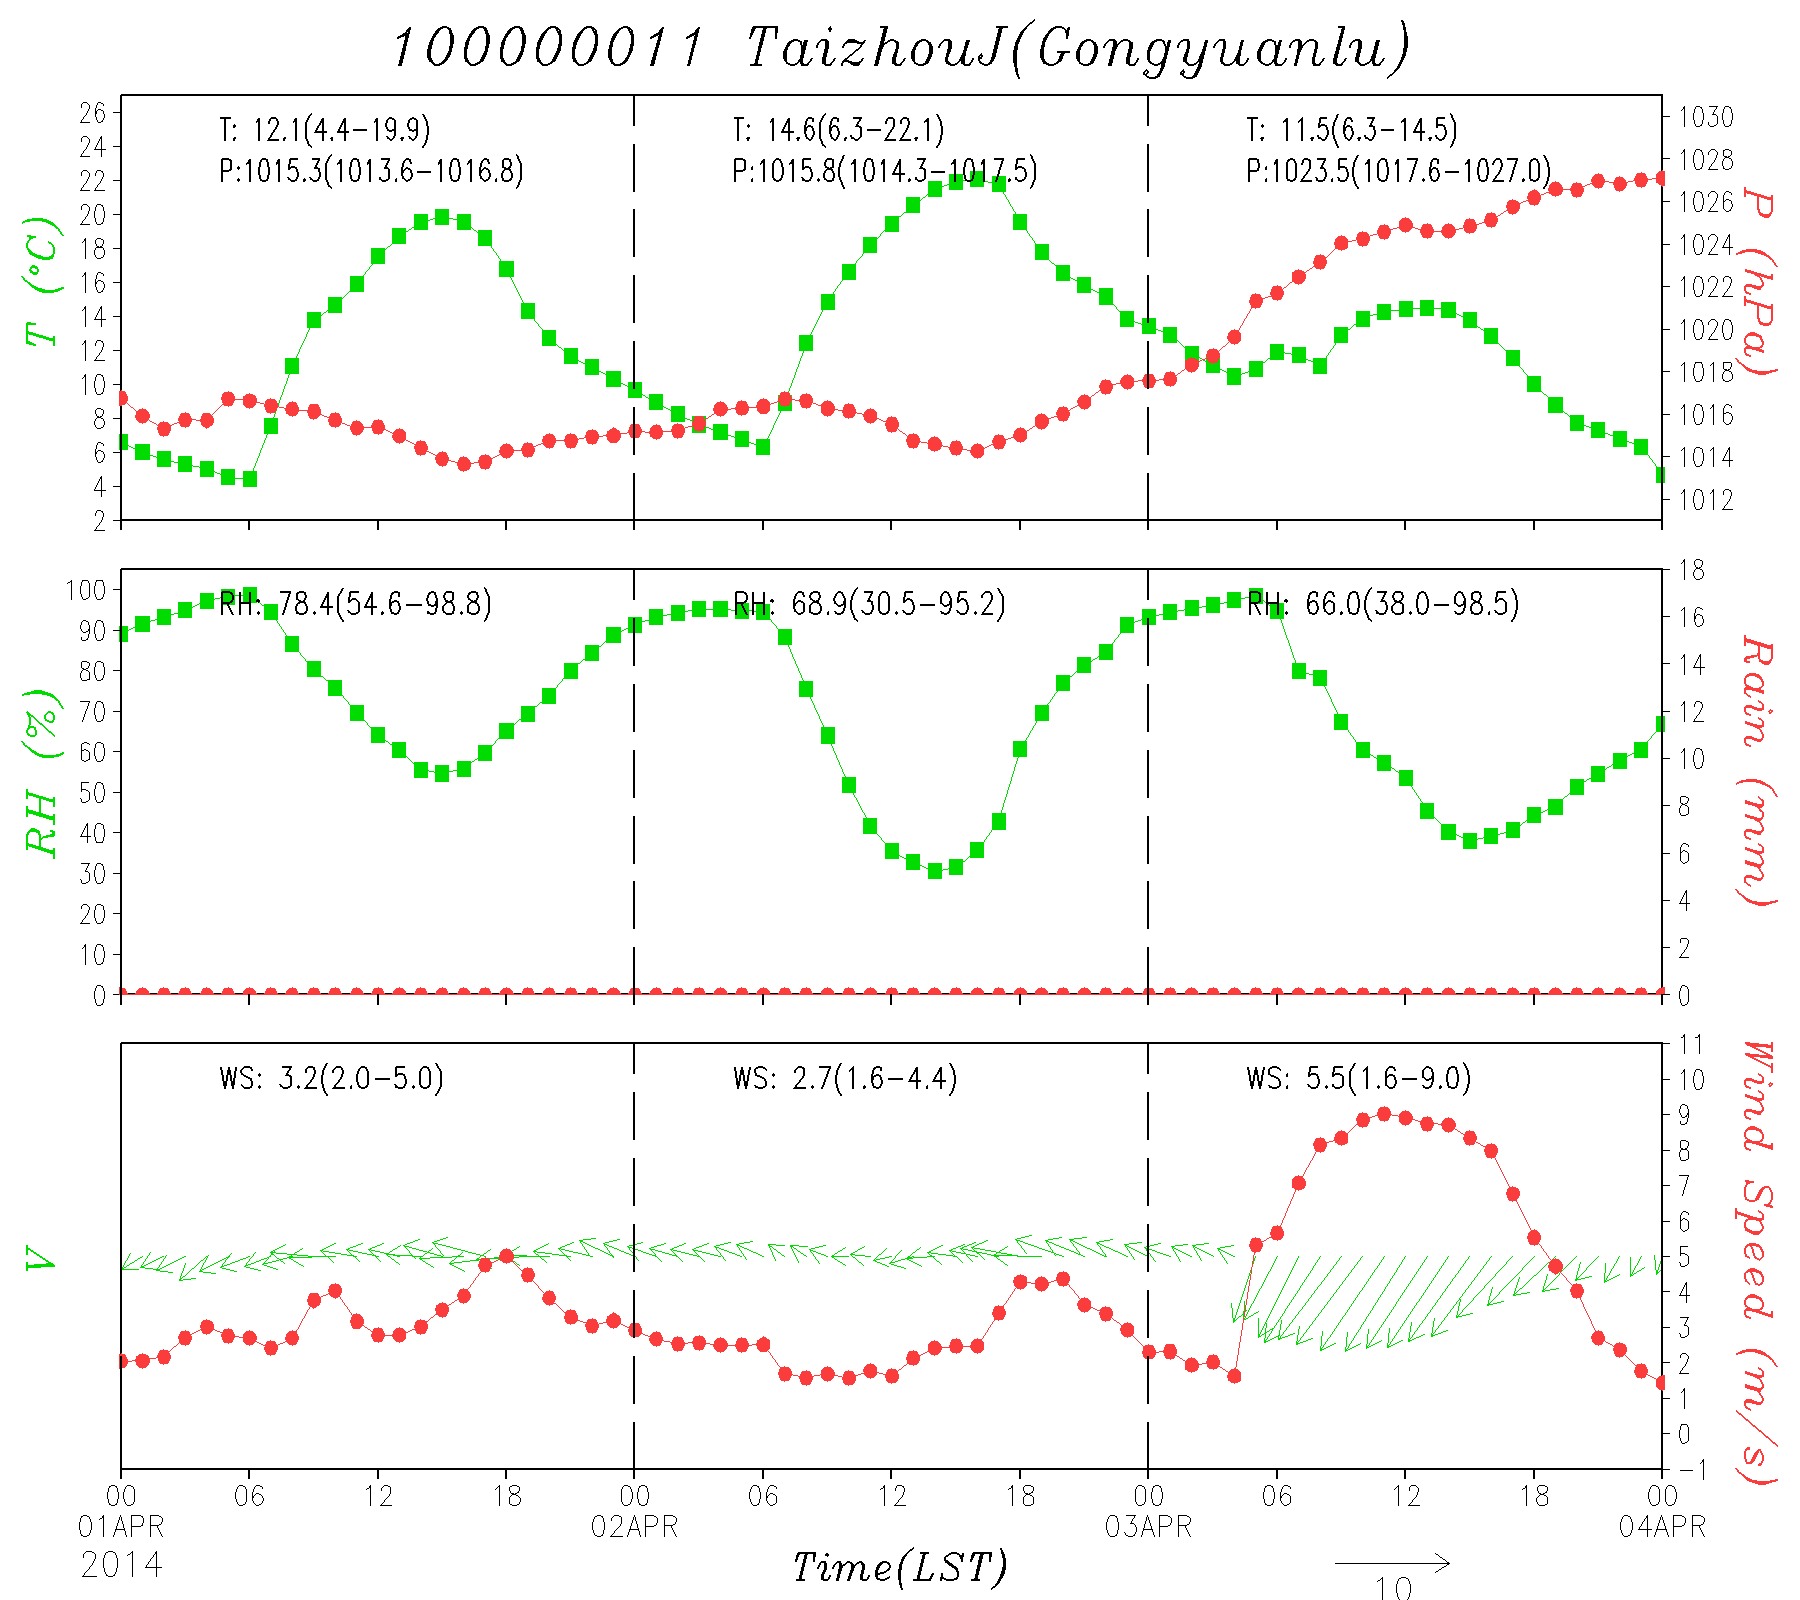 100000011 TaizhouJ(Gongyuanlu)
T: 12.1(4.4-19.9)
P:1015.3(1013.6-1016.8)
T: 14.6(6.3-22.1)
P:1015.8(1014.3-1017.5)
T: 11.5(6.3-14.5)
P:1023.5(1017.6-1027.0)
T (°C)
26
24
22
20
18
16
14
12
10
8
6
4
2
P (hPa)
1030
1028
1026
1024
1022
1020
1018
1016
1014
1012
RH: 78.4(54.6-98.8)
RH: 68.9(30.5-95.2)
RH: 66.0(38.0-98.5)
RH (%)
100
90
80
70
60
50
40
30
20
10
0
Rain (mm)
18
16
14
12
10
8
6
4
2
0
WS: 3.2(2.0-5.0)
WS: 2.7(1.6-4.4)
WS: 5.5(1.6-9.0)
V
Wind Speed (m/s)
11
10
9
8
7
6
5
4
3
2
1
0
-1
00 06 12 18 00 06 12 18 00 06 12 18 00
01APR 02APR 03APR 04APR
2014
Time(LST)
10